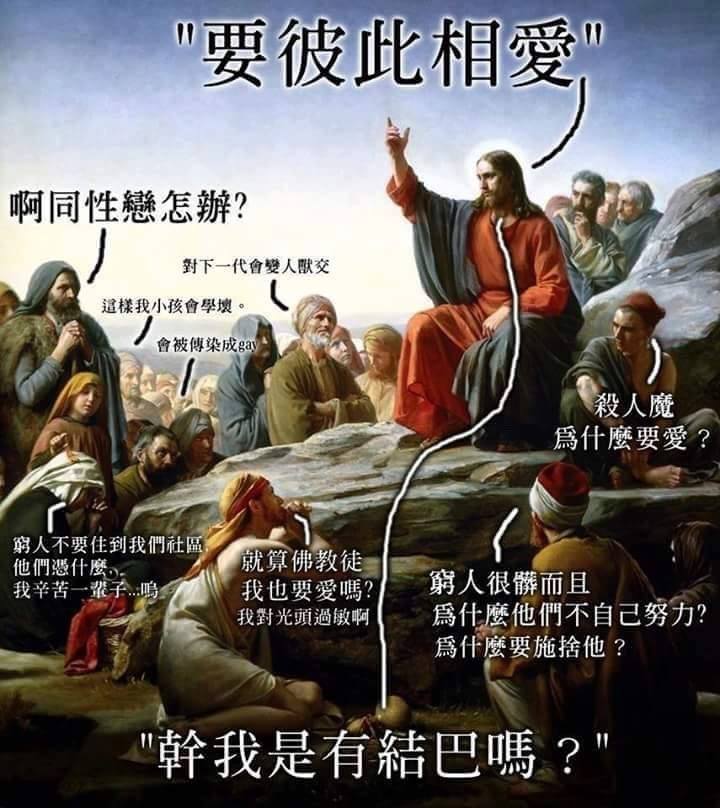 "要彼此相愛"
啊同性戀怎辦?
對下一代會變人獸交
這樣我小孩會學壞。
會被傳染成gay
殺人魔
爲什麼要愛？
窮人不要住到我們社區,
他們憑什麼、
我辛苦一輩子...嗚
就算佛教徒
我也要愛嗎?
我對光頭過敏啊
窮人很髒而且
爲什麼他們不自己努力?
爲什麼要施捨他？
"幹我是有結巴嗎？"